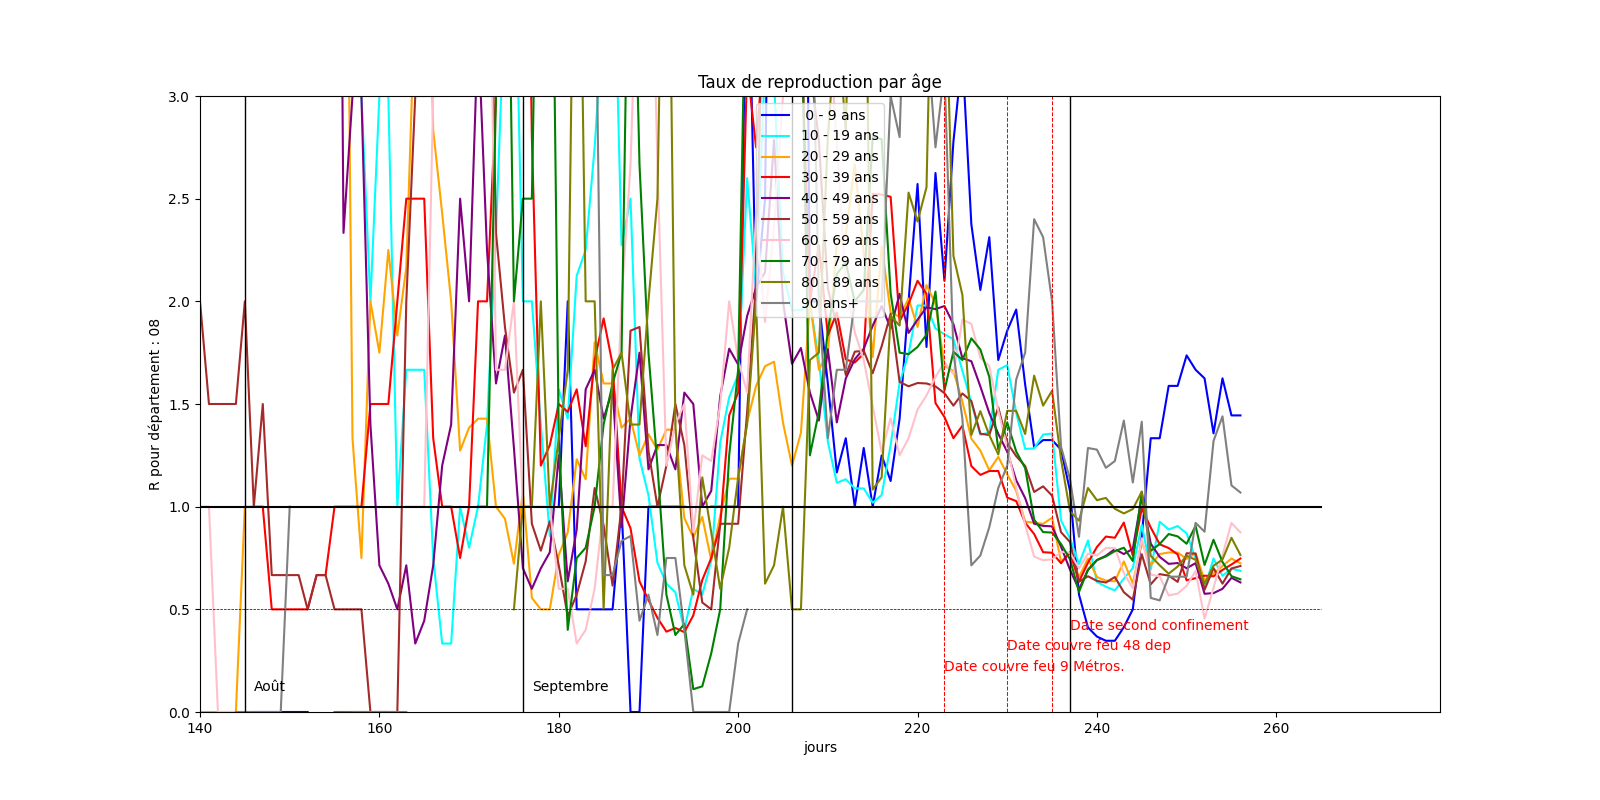 Taux de reproduction par âge
3.0
2.5
2.0
1.5
1.0
0.5
0.0
R pour département : 08
0 - 9 ans
10 - 19 ans
20 - 29 ans
30 - 39 ans
40 - 49 ans
50 - 59 ans
60 - 69 ans
70 - 79 ans
80 - 89 ans
90 ans+
Date second confinement
Date couvre feu 48 dep
Date couvre feu 9 Métros.
Août
Septembre
140
160
180
200
220
240
260
jours